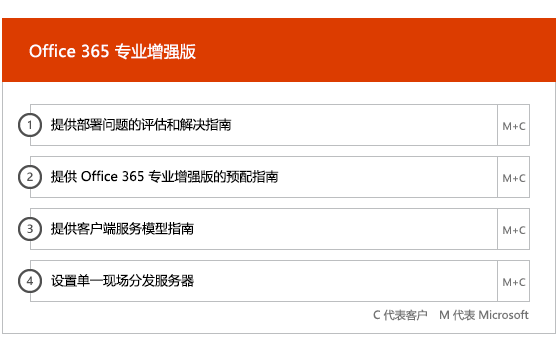 Office 365 专业增强版
1 提供部署问题的评估和解决指南 M+C
2 提供 Office 365 专业增强版的预配指南 M+C
3 提供客户端服务模型指南 M+C
4 设置单一现场分发服务器 M+C
C 代表客户 M 代表 Microsoft